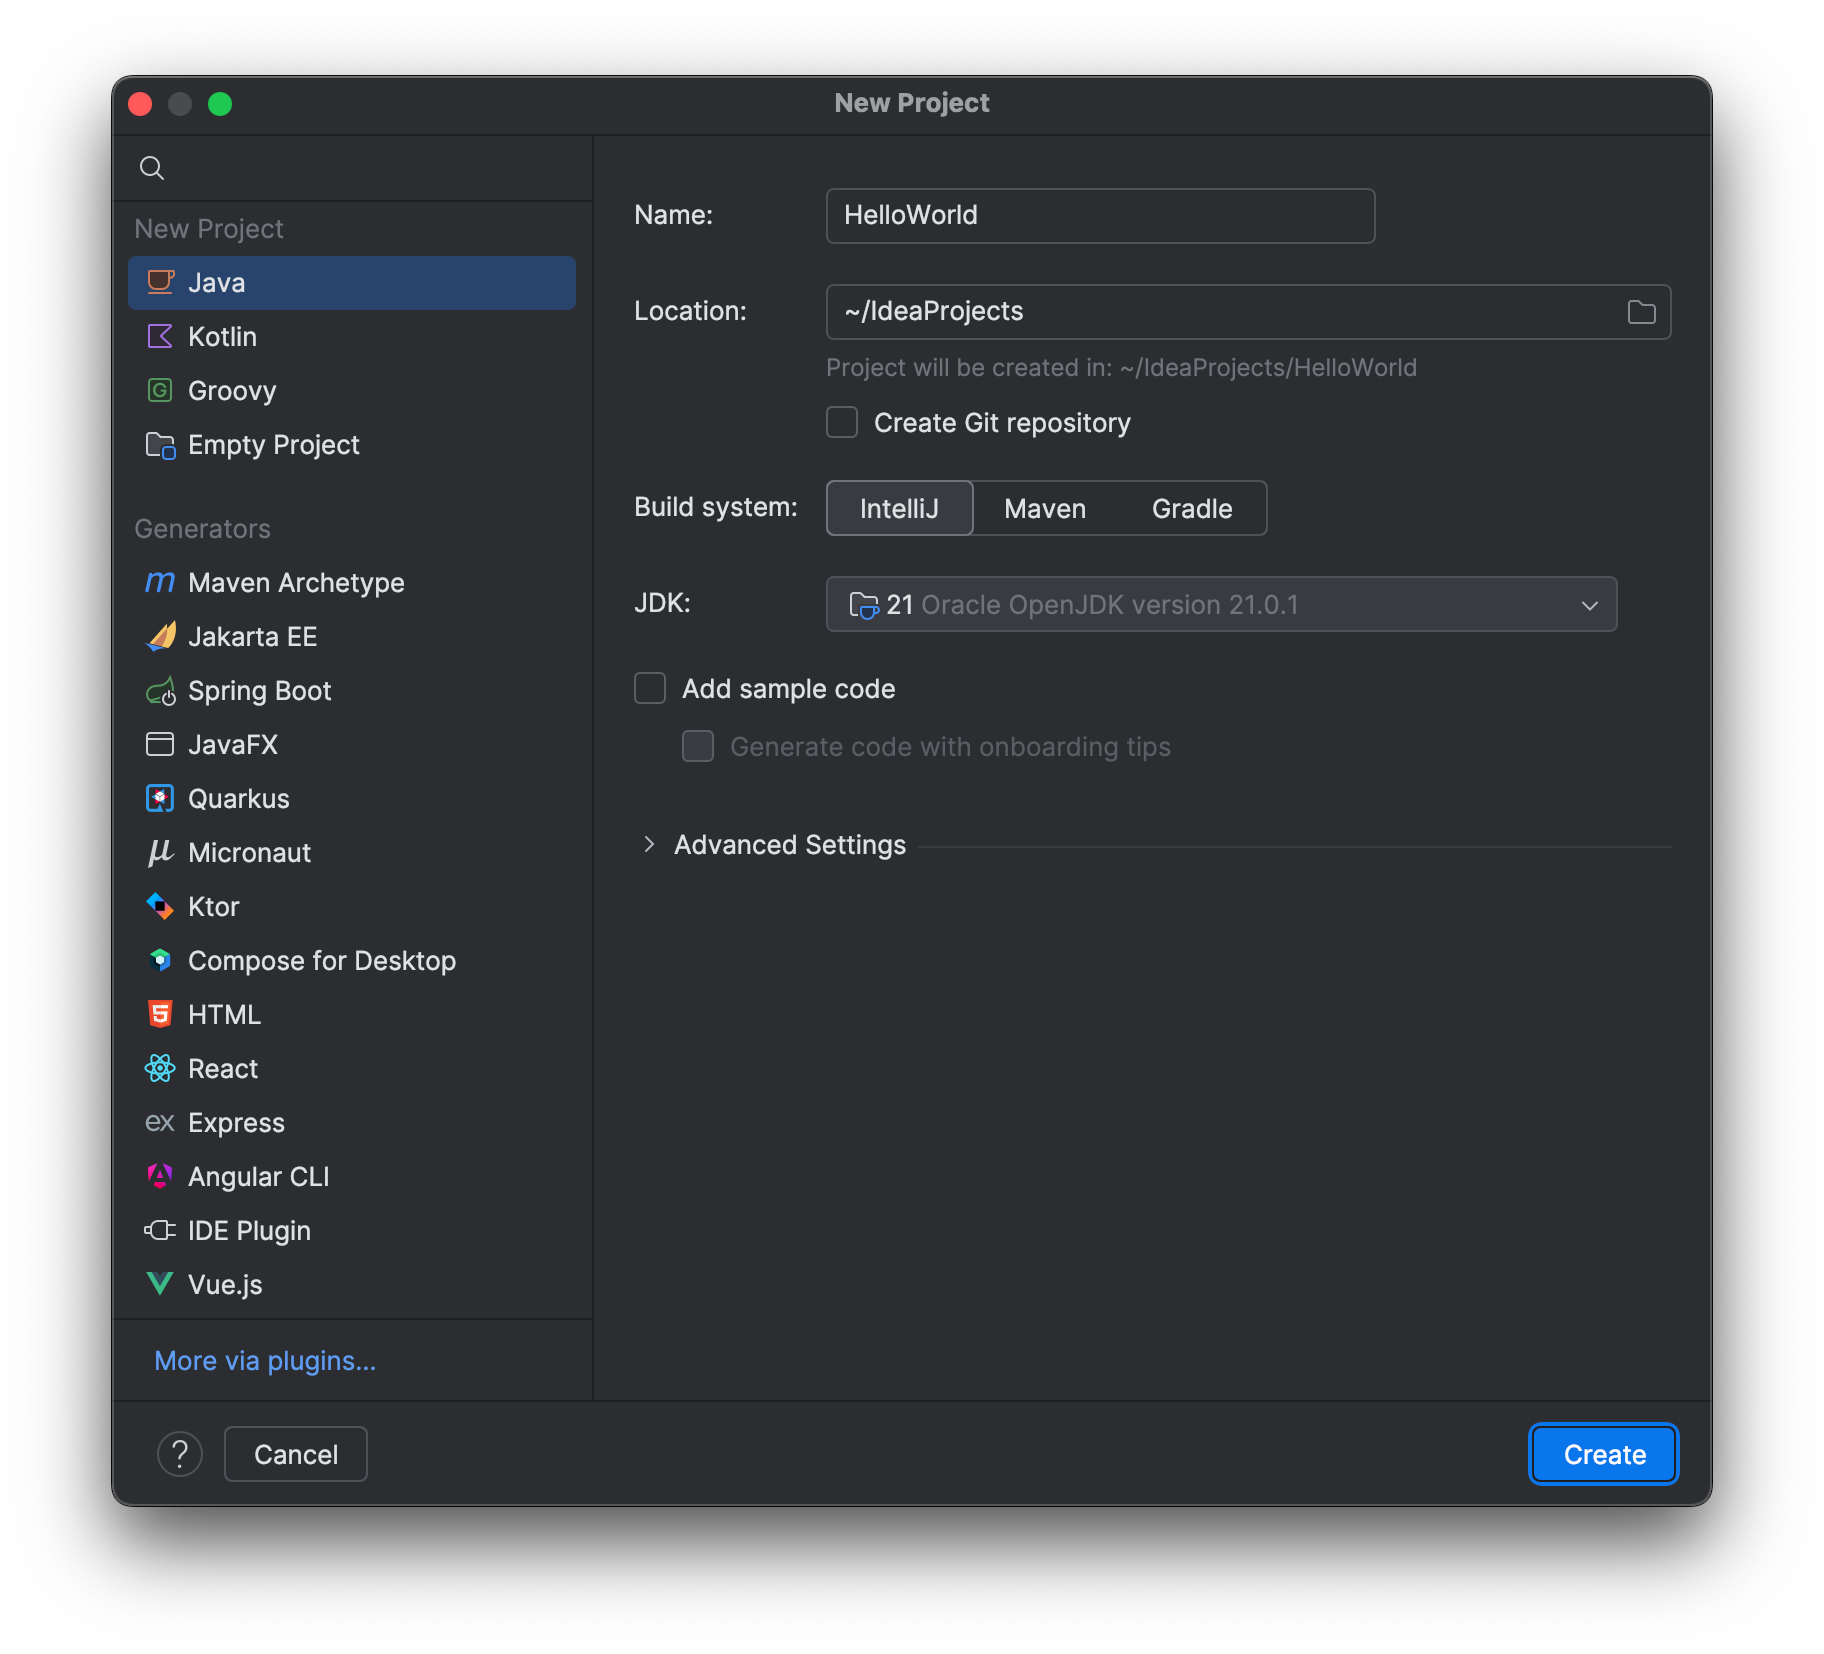 New Project
New Project
Java
Kotlin
G Groovy
Empty Project
Generators
m Maven Archetype
Jakarta EE
Spring Boot
JavaFX
Quarkus
μ Micronaut
Ktor
Compose for Desktop
5 HTML
React
ex Express
Angular CLI
IDE Plugin
Vue.js
More via plugins...
Name: HelloWorld
Location: ~/IdeaProjects
Project will be created in: ~/IdeaProjects/HelloWorld
Create Git repository
Build system: IntelliJ Maven Gradle
JDK: 21 Oracle OpenJDK version 21.0.1
Add sample code
Generate code with onboarding tips
Advanced Settings
? Cancel Create